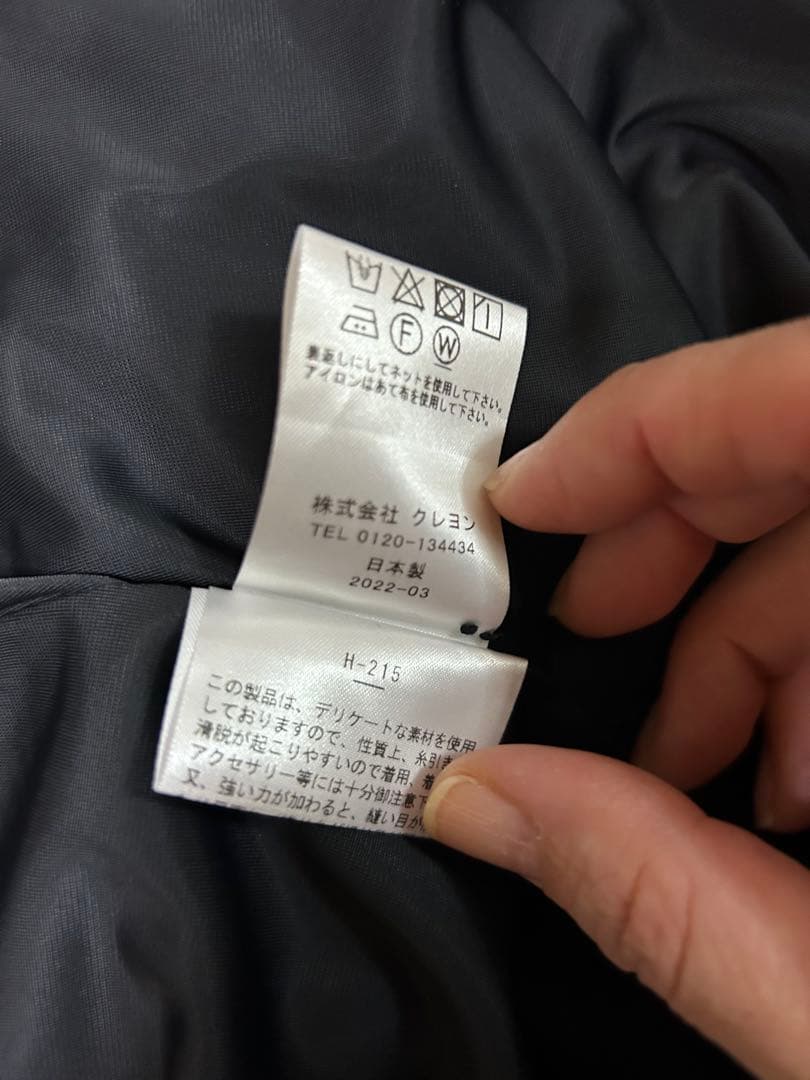 F W
裏返しにしてネットを使用して下さい。
アイロンはあて布を使用して下さい。
株式会社 クレヨン
TEL 0120-134434
日本製
2022-03
H-215
この製品は、デリケートな素材を使用
しておりますので、性質上、糸引き
滑脱が起こりやすいので着用、着
アクセサリー等には十分御注意下
又、強い力が加わると、縫い目が